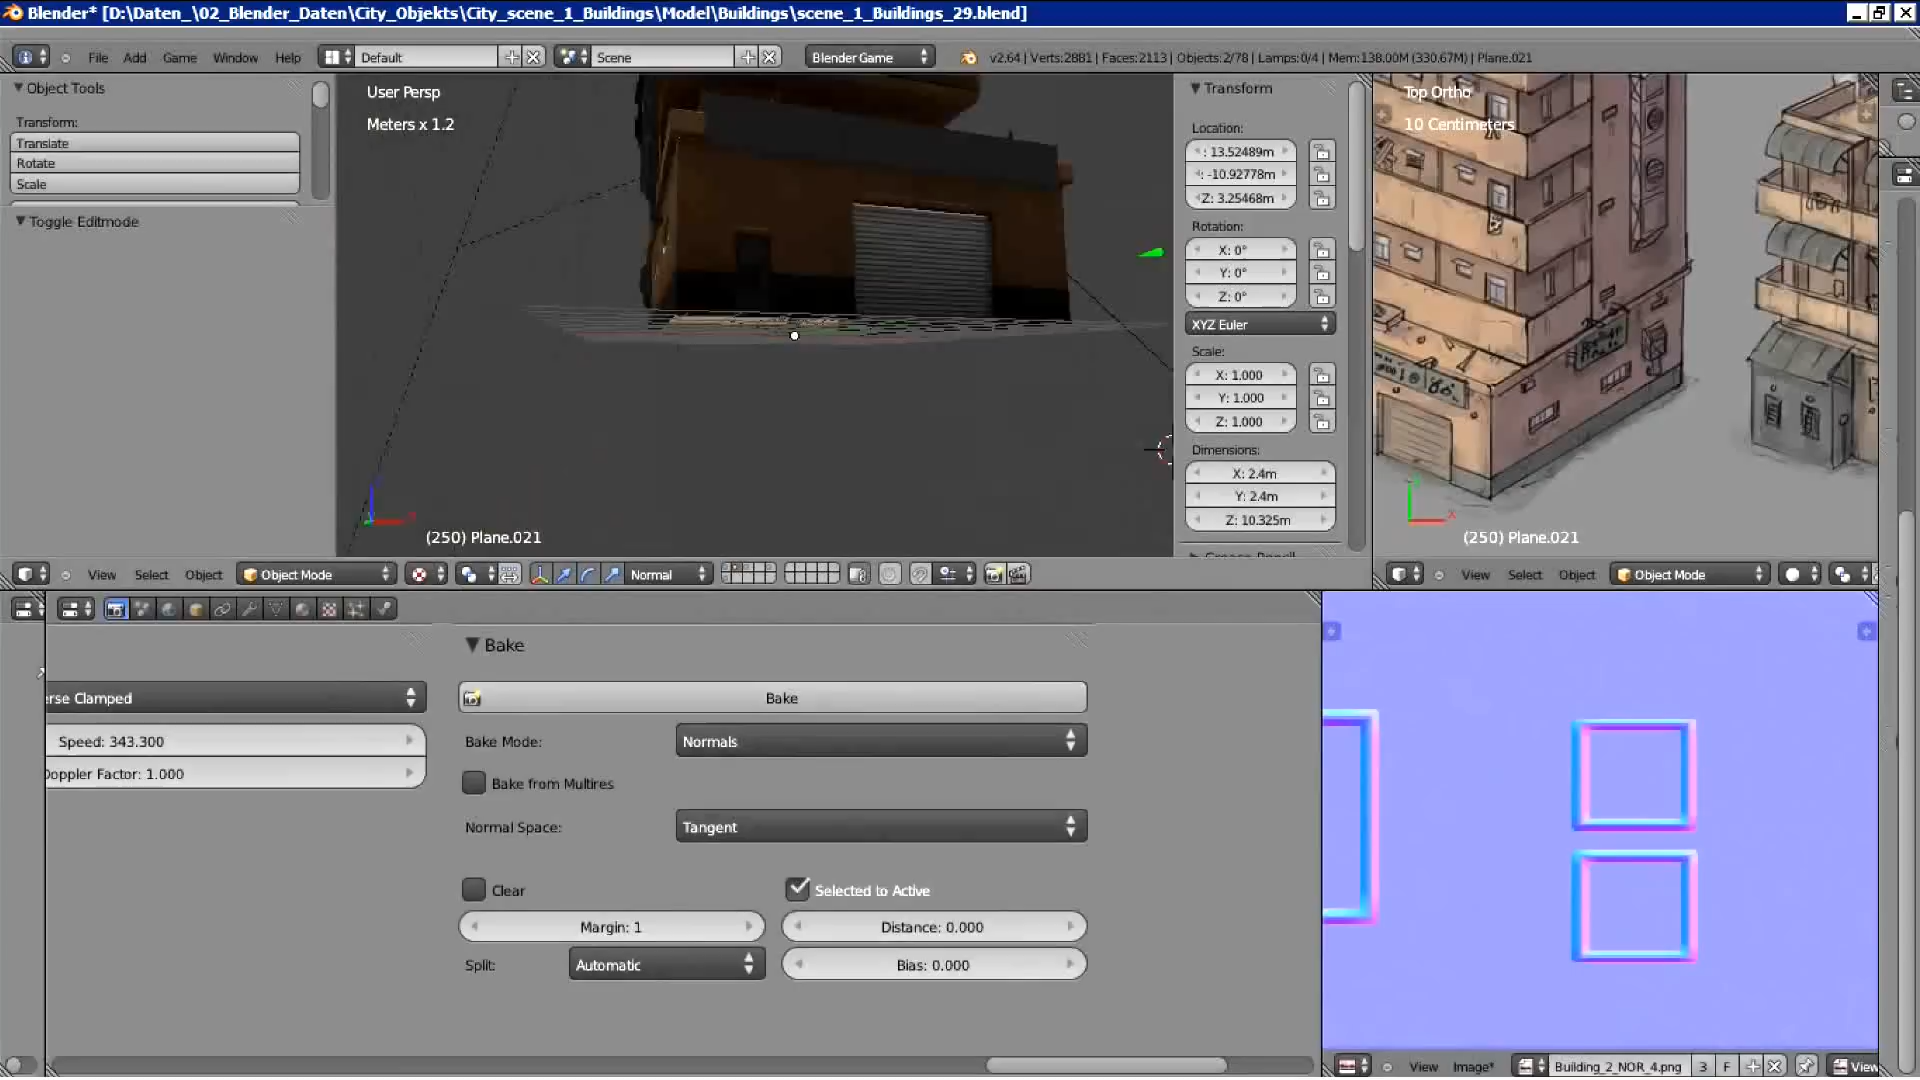 Blender* [D:\Daten_\02_Blender_Daten\City_Objekts\City_scene_1_Buildings\Model\Buildings\scene_1_Buildings_29.blend]
File Add Game Window Help Default Scene Blender Game v2.64 | Verts:2881 | Faces:2113 | Objects:2/78 | Lamps:0/4 | Mem:138.00M (330.67M) | Plane.021
Object Tools
Transform:
Translate
Rotate
Scale
Toggle Editmode
User Persp
Meters x 1.2
(250) Plane.021
Transform
Location:
: 13.52489m
: -10.92778m
Z: 3.25468m
Rotation:
X: 0°
Y: 0°
Z: 0°
XYZ Euler
Scale:
X: 1.000
Y: 1.000
Z: 1.000
Dimensions:
X: 2.4m
Y: 2.4m
Z: 10.325m
Top Ortho
10 Centimeters
(250) Plane.021
View Select Object Object Mode Normal
View Select Object Object Mode
Bake
Bake
Bake Mode: Normals
Bake from Multires
Normal Space: Tangent
Clear
Selected to Active
Margin: 1
Distance: 0.000
Split: Automatic
Bias: 0.000
rse Clamped
Speed: 343.300
Doppler Factor: 1.000
View Image* Building_2_NOR_4.png 3 F View